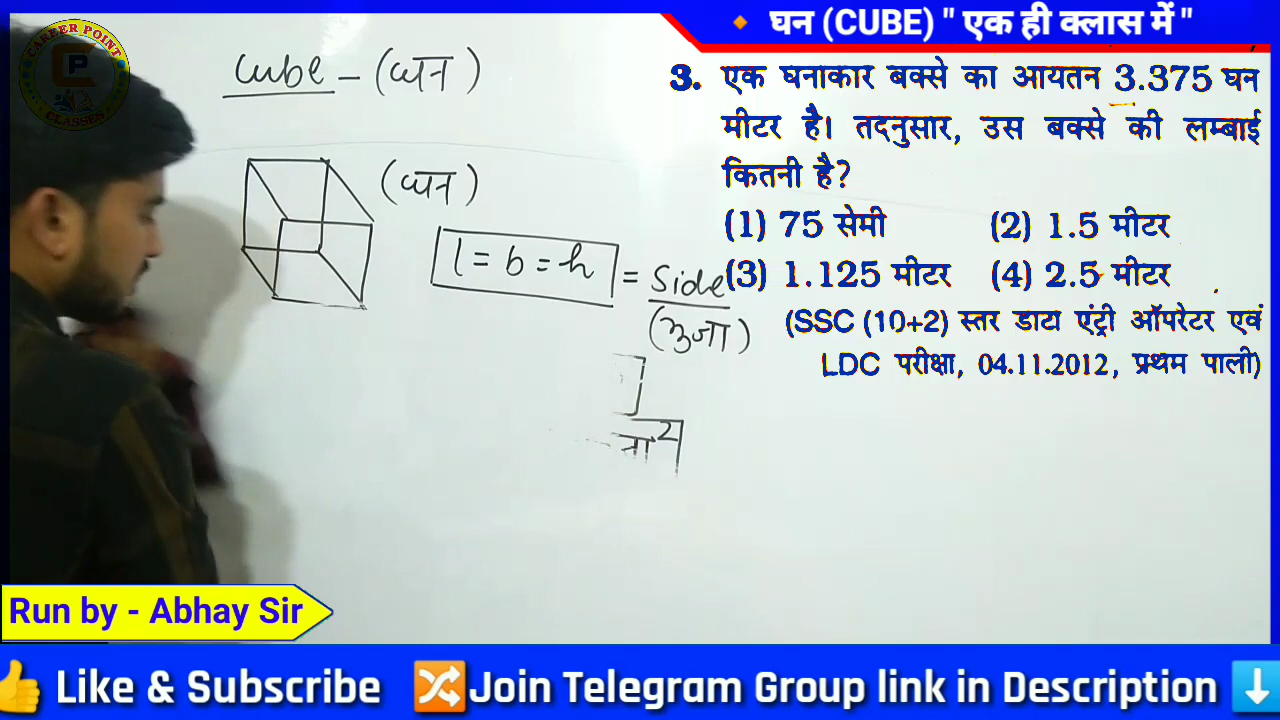 घन (CUBE) " एक ही क्लास में "
CAREER POINT
CP
CLASSES
Cube - (घन)
(घन)
l = b = h = Side
(भुजा)
2
3. एक घनाकार बक्से का आयतन 3.375 घन
मीटर है। तदनुसार, उस बक्से की लम्बाई
कितनी है?
(1) 75 सेमी (2) 1.5 मीटर
(3) 1.125 मीटर (4) 2.5 मीटर
(SSC (10+2) स्तर डाटा एंट्री ऑपरेटर एवं
LDC परीक्षा, 04.11.2012, प्रथम पाली)
Run by - Abhay Sir
Like & Subscribe Join Telegram Group link in Description